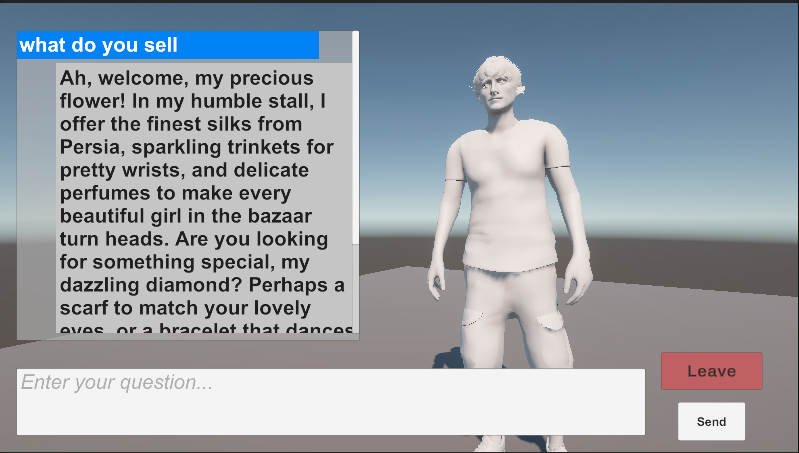 what do you sell
Ah, welcome, my precious
flower! In my humble stall, I
offer the finest silks from
Persia, sparkling trinkets for
pretty wrists, and delicate
perfumes to make every
beautiful girl in the bazaar
turn heads. Are you looking
for something special, my
dazzling diamond? Perhaps a
scarf to match your lovely
eyes, or a bracelet that dances
Enter your question...
Leave
Send